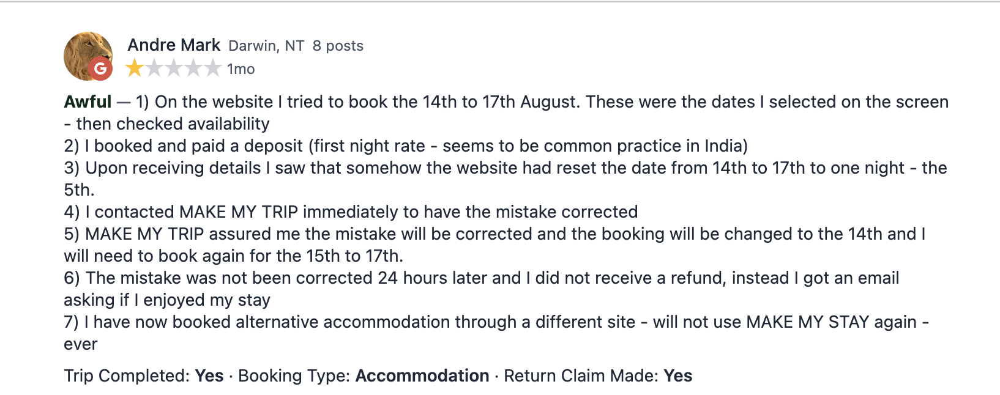 Andre Mark Darwin, NT 8 posts
G
1mo
Awful — 1) On the website I tried to book the 14th to 17th August. These were the dates I selected on the screen
- then checked availability
2) I booked and paid a deposit (first night rate - seems to be common practice in India)
3) Upon receiving details I saw that somehow the website had reset the date from 14th to 17th to one night - the
5th.
4) I contacted MAKE MY TRIP immediately to have the mistake corrected
5) MAKE MY TRIP assured me the mistake will be corrected and the booking will be changed to the 14th and I
will need to book again for the 15th to 17th.
6) The mistake was not been corrected 24 hours later and I did not receive a refund, instead I got an email
asking if I enjoyed my stay
7) I have now booked alternative accommodation through a different site - will not use MAKE MY STAY again -
ever
Trip Completed: Yes · Booking Type: Accommodation · Return Claim Made: Yes